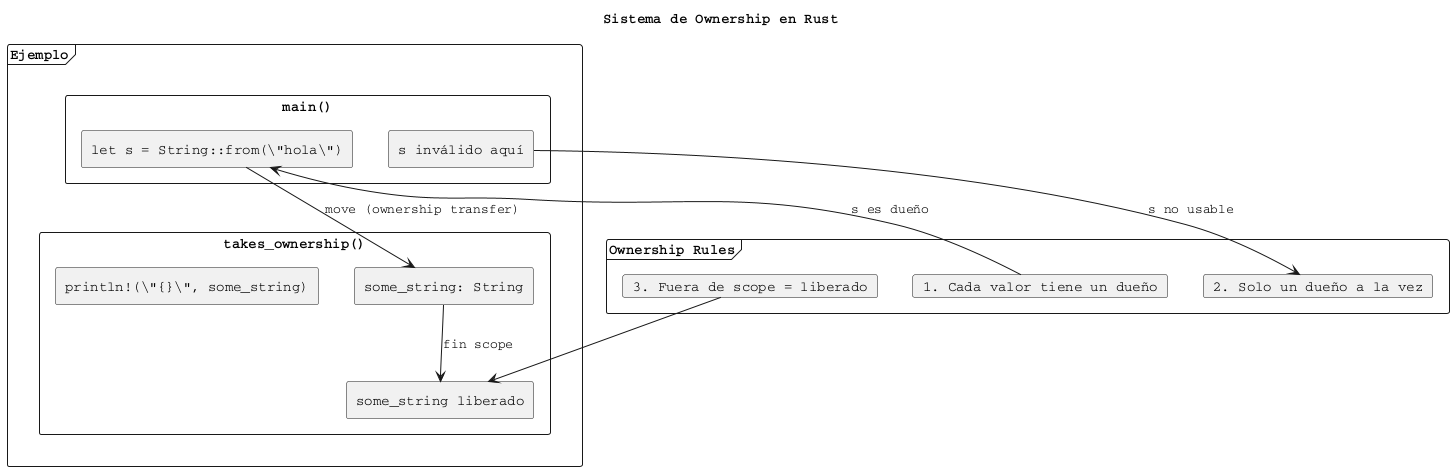 Sistema de Ownership en Rust
Ejemplo
main()
let s = String::from(\"hola\")
s inválido aquí
move (ownership transfer)
s es dueño
s no usable
takes_ownership()
println!(\"{}\", some_string)
some_string: String
fin scope
some_string liberado
Ownership Rules
3. Fuera de scope = liberado
1. Cada valor tiene un dueño
2. Solo un dueño a la vez